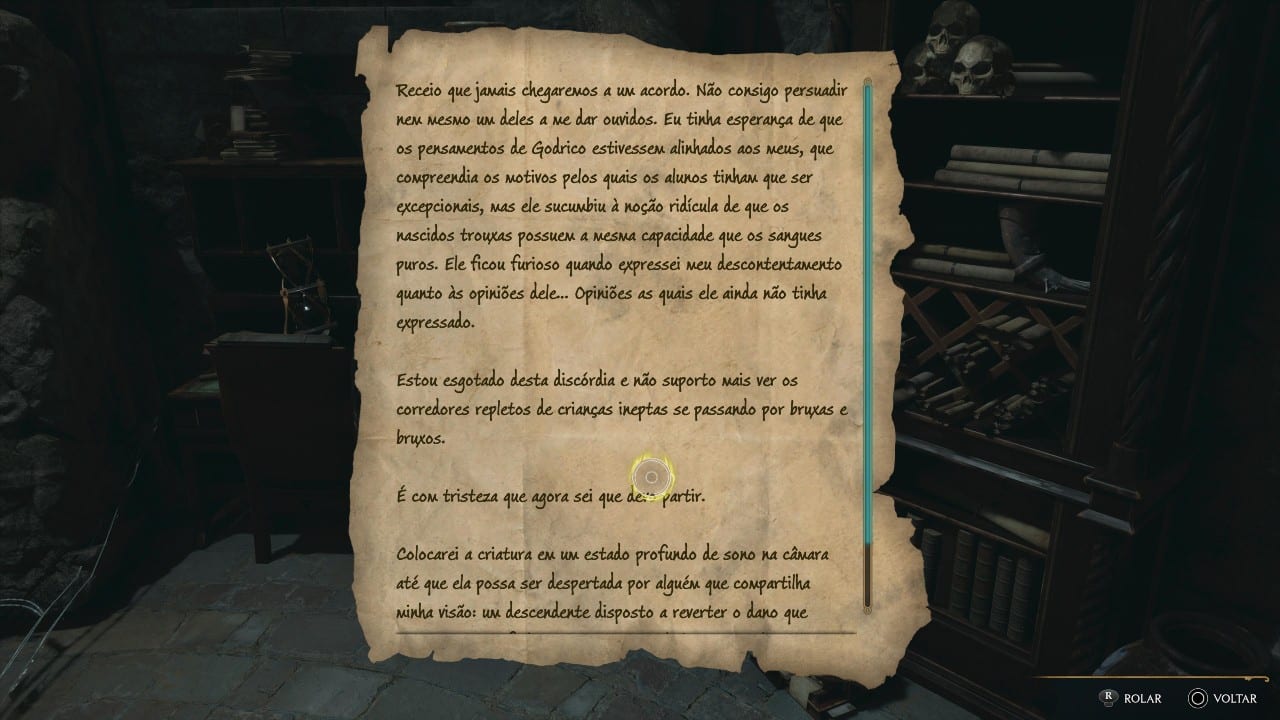 Receio que jamais chegaremos a um acordo. Não consigo persuadir
nem mesmo um deles a me dar ouvidos. Eu tinha esperança de que
os pensamentos de Godrico estivessem alinhados aos meus, que
compreendia os motivos pelos quais os alunos tinham que ser
excepcionais, mas ele sucumbiu à noção ridícula de que os
nascidos trouxas possuem a mesma capacidade que os sangues
puros. Ele ficou furioso quando expressei meu descontentamento
quanto às opiniões dele... Opiniões as quais ele ainda não tinha
expressado.
Estou esgotado desta discórdia e não suporto mais ver os
corredores repletos de crianças ineptas se passando por bruxas e
bruxos.
É com tristeza que agora sei que partir.
Colocarei a criatura em um estado profundo de sono na câmara
até que ela possa ser despertada por alguém que compartilha
minha visão: um descendente disposto a reverter o dano que
R ROLAR
VOLTAR